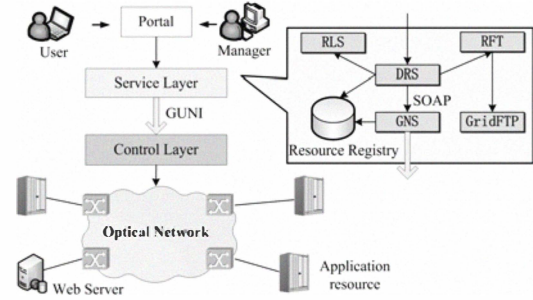 Portal
User
Manager
Service Layer
GUNI
Control Layer
Optical Network
Web Server
Application
resource
RLS
RFT
DRS
SOAP
GNS
GridFTP
Resource Registry